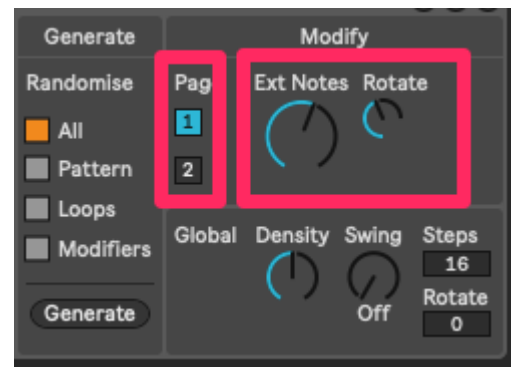 Generate
Modify
Randomise
All
Pattern
Loops
Modifiers
Generate
Pag
1
2
Ext Notes Rotate
Global Density Swing Steps
16
Off
Rotate
0